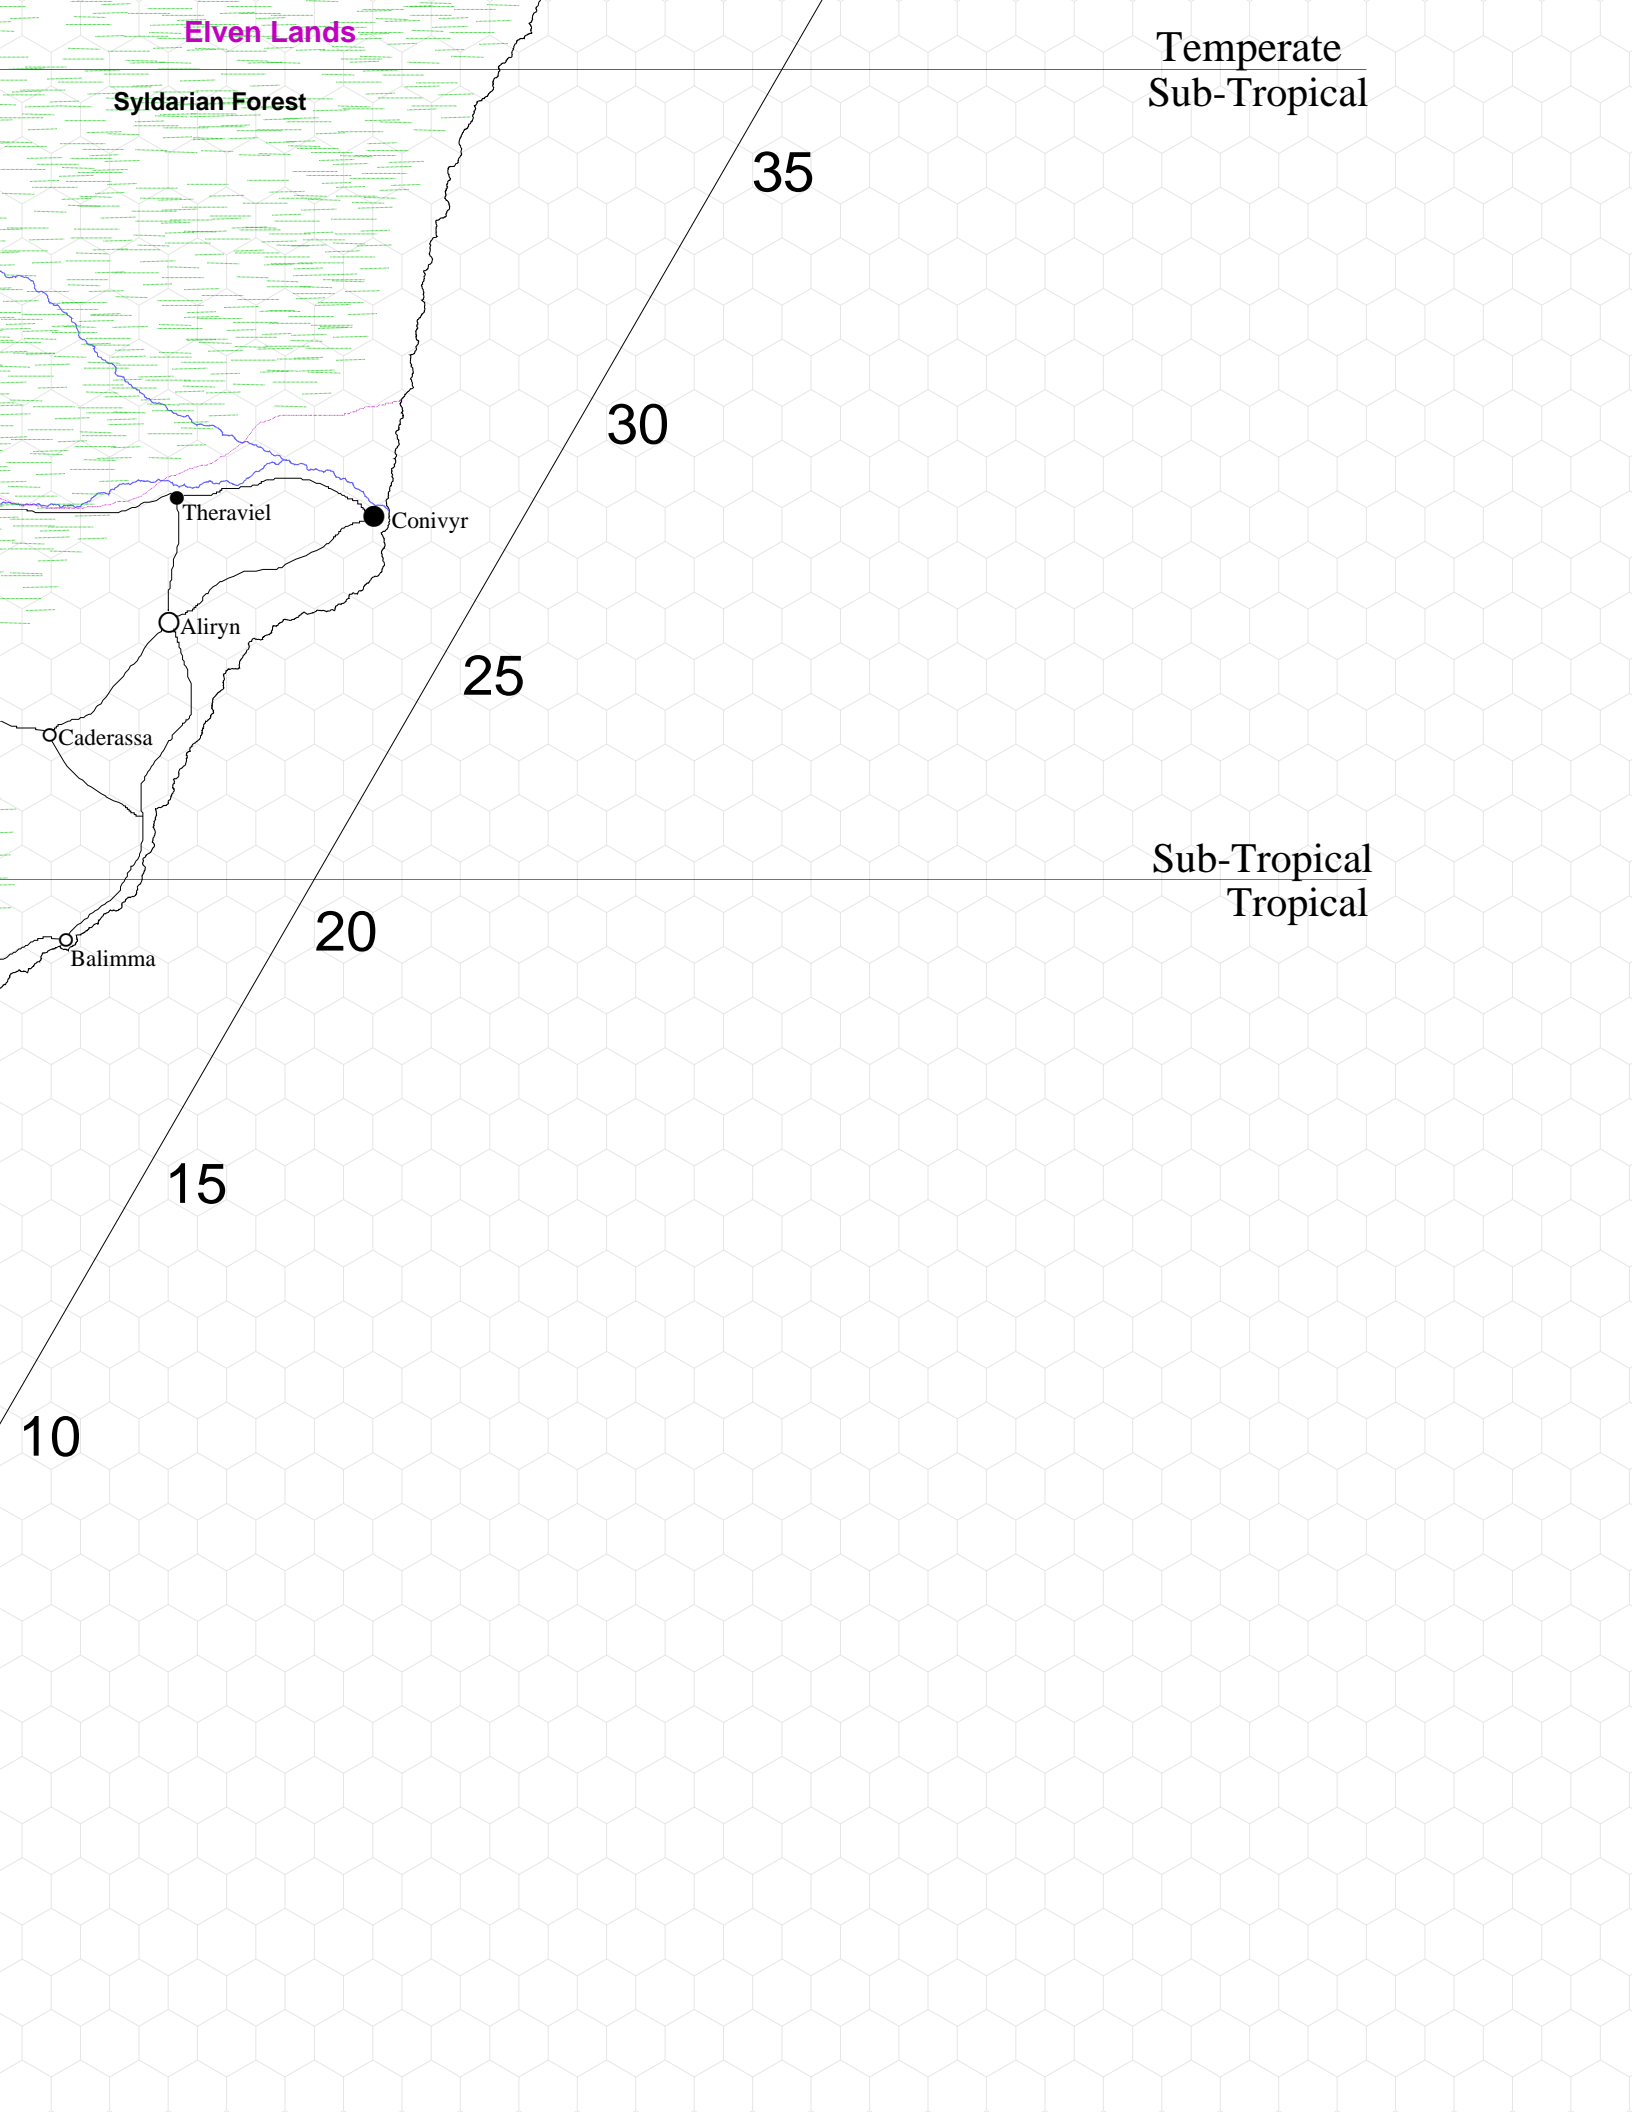 Elven Lands
Temperate
Sub-Tropical
Syldarian Forest
35
30
Theraviel
Conivyr
Aliryn
25
Caderassa
Sub-Tropical
Tropical
20
Balimma
15
10